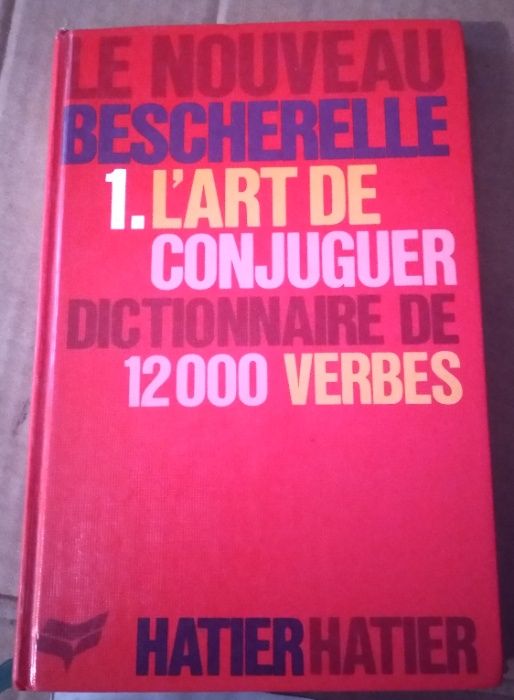 LE NOUVEAU
BESCHERELLE
1. L'ART DE
CONJUGUER
DICTIONNAIRE DE
12000 VERBES
HATIER HATIER